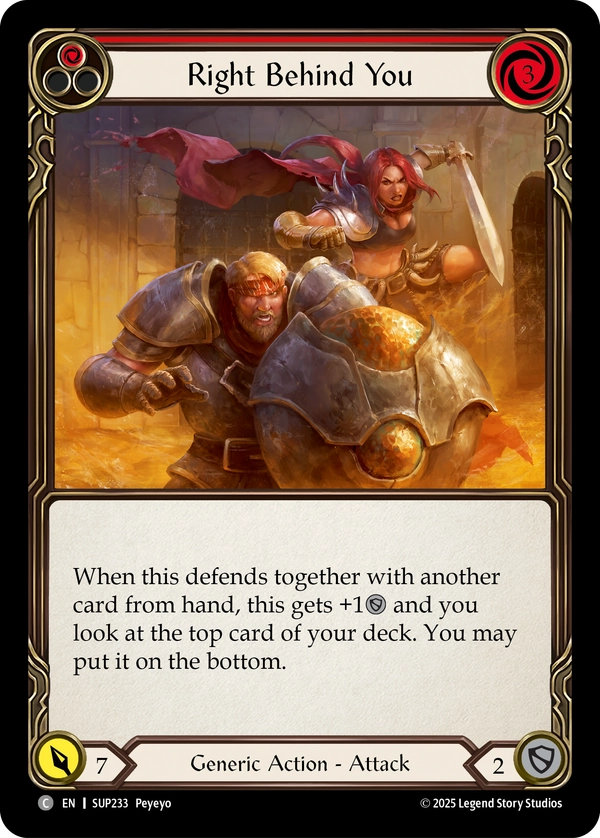 Right Behind You
3
When this defends together with another
card from hand, this gets +1 and you
look at the top card of your deck. You may
put it on the bottom.
7
Generic Action - Attack
2
C EN SUP233 Peyeyo
© 2025 Legend Story Studios